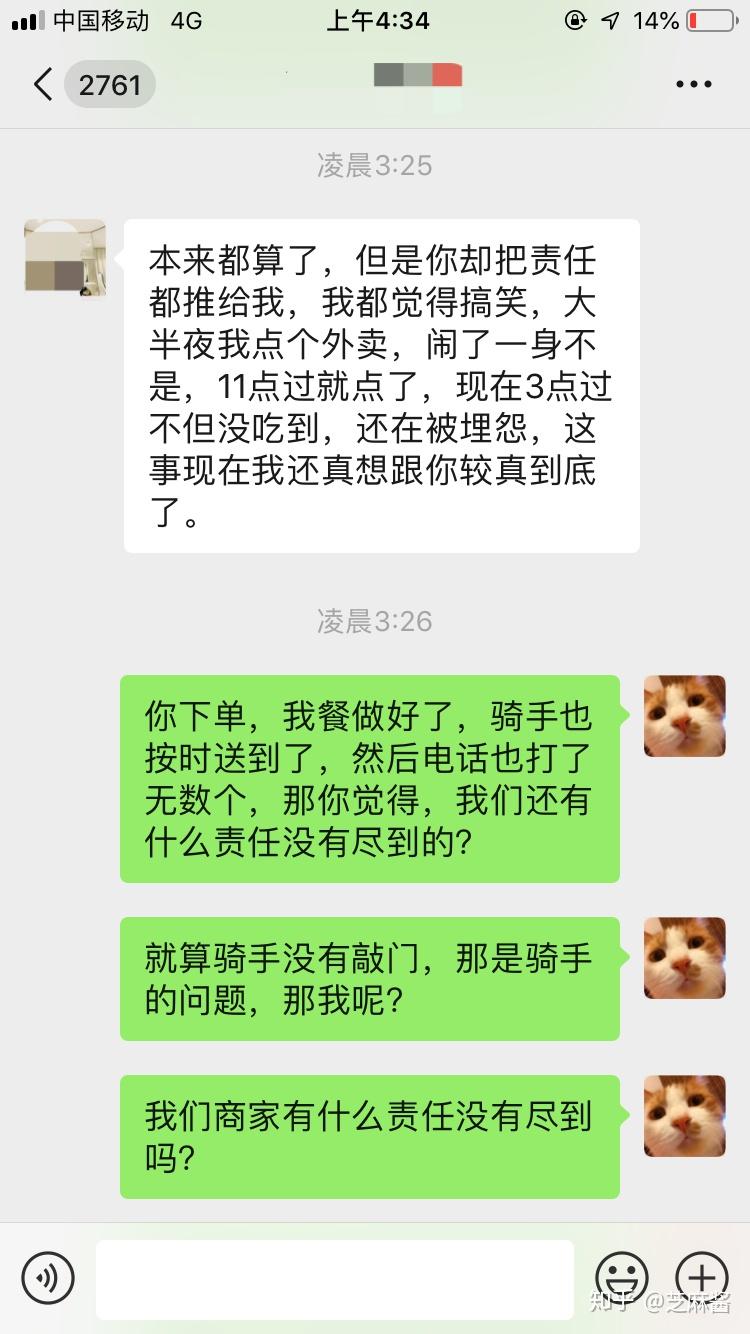 中国移动 4G 上午4:34 14%
2761
凌晨3:25
本来都算了，但是你却把责任
都推给我，我都觉得搞笑，大
半夜我点个外卖，闹了一身不
是，11点过就点了，现在3点过
不但没吃到，还在被埋怨，这
事现在我还真想跟你较真到底
了。
凌晨3:26
你下单，我餐做好了，骑手也
按时送到了，然后电话也打了
无数个，那你觉得，我们还有
什么责任没有尽到的?
就算骑手没有敲门，那是骑手
的问题，那我呢?
我们商家有什么责任没有尽到
吗?
知乎 @芝麻酱